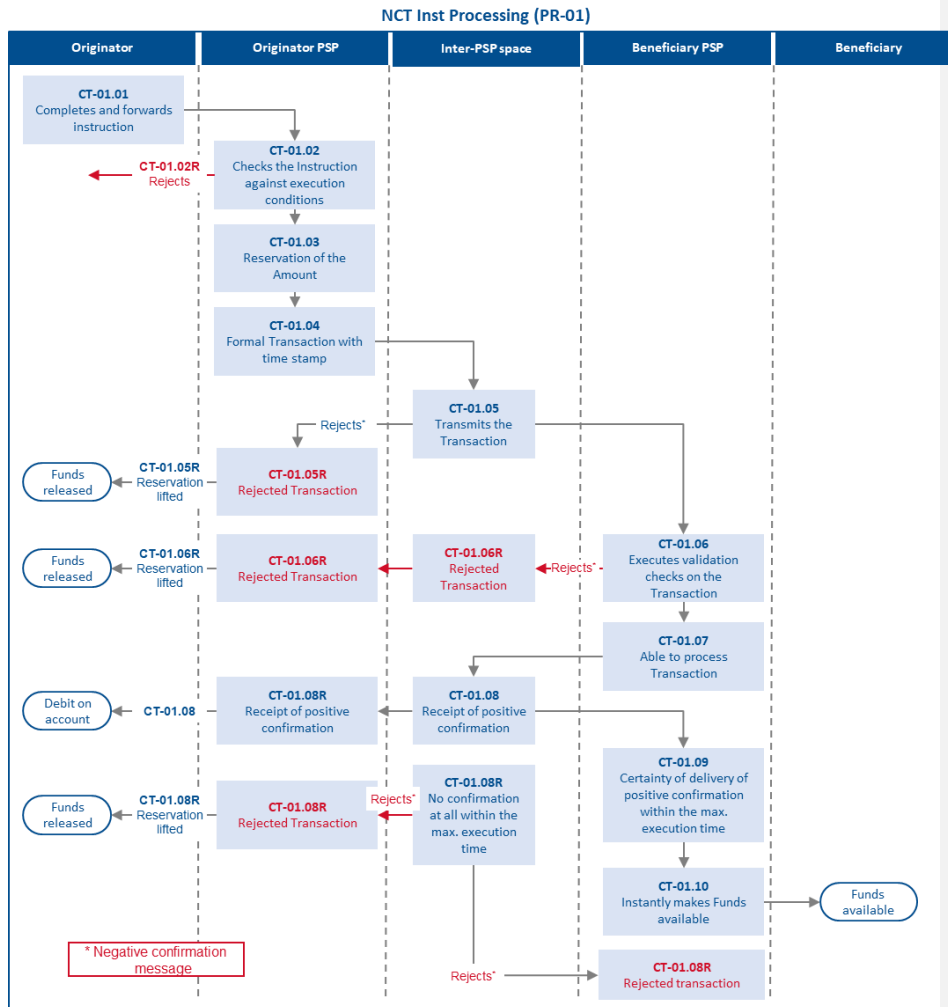 NCT Inst Processing (PR-01)
Originator
Originator PSP
Inter-PSP space
Beneficiary PSP
Beneficiary
CT-01.01
Completes and forwards
instruction
CT-01.02
Checks the Instruction
against execution
conditions
CT-01.02R
Rejects
CT-01.03
Reservation of the
Amount
CT-01.04
Formal Transaction with
time stamp
CT-01.05
Transmits the
Transaction
Rejects*
CT-01.05R
Rejected Transaction
CT-01.05R
Reservation
lifted
Funds
released
CT-01.06
Executes validation
checks on the
Transaction
Rejects*
CT-01.06R
Rejected
Transaction
CT-01.06R
Rejected Transaction
CT-01.06R
Reservation
lifted
Funds
released
CT-01.07
Able to process
Transaction
CT-01.08
Receipt of positive
confirmation
CT-01.08R
Receipt of positive
confirmation
CT-01.08
Debit on
account
CT-01.09
Certainty of delivery of
positive confirmation
within the max.
execution time
CT-01.08R
No confirmation
at all within the
max. execution
time
Rejects*
CT-01.08R
Rejected Transaction
CT-01.08R
Reservation
lifted
Funds
released
CT-01.10
Instantly makes Funds
available
Funds
available
Rejects*
CT-01.08R
Rejected transaction
* Negative confirmation
message